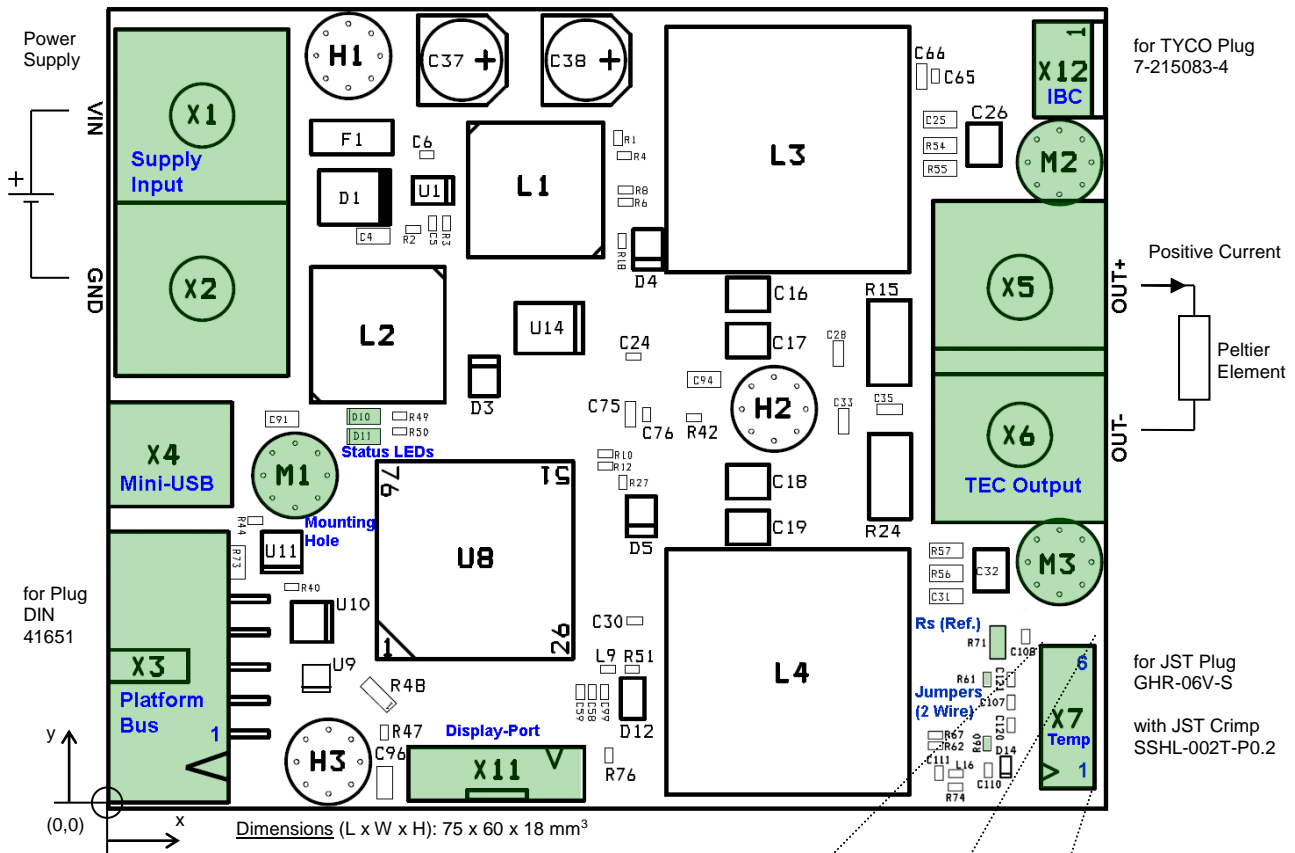 Power
Supply
VIN
+
GND
X1
Supply
Input
X2
H1
C37 +
C38 +
F1
C6
D1
U1
C4
R2
C5
R3
L1
R1
R4
R8
R6
R18
D4
L3
C66
C65
C25
R54
R55
C26
1
X12
IBC
for TYCO Plug
7-215083-4
M2
X5
OUT+
Positive Current
Peltier
Element
X6
OUT-
TEC Output
L2
U14
D3
C24
C16
C17
R15
C28
C94
C75
C76
R42
H2
C33
C35
C18
C19
R24
X4
Mini-USB
C91
D10
R49
D11
R50
Status LEDs
M1
Mounting
Hole
R44
U11
R73
R40
U10
U9
76
51
U8
1
26
R10
R12
R27
D5
C30
L9
R51
C59
C58
C99
D12
R48
R47
C96
R76
Display-Port
X11
H3
for Plug
DIN
41651
X3
Platform
Bus
1
L4
R57
R56
C31
C32
M3
Rs (Ref.)
R71
C108
R61
C121
C107
Jumpers
(2 Wire)
R67
R62
R60
C120
D14
C111
L16
R74
C110
6
X7
Temp
1
for JST Plug
GHR-06V-S
with JST Crimp
SSHL-002T-P0.2
y
x
(0,0)
Dimensions (L x W x H): 75 x 60 x 18 mm³